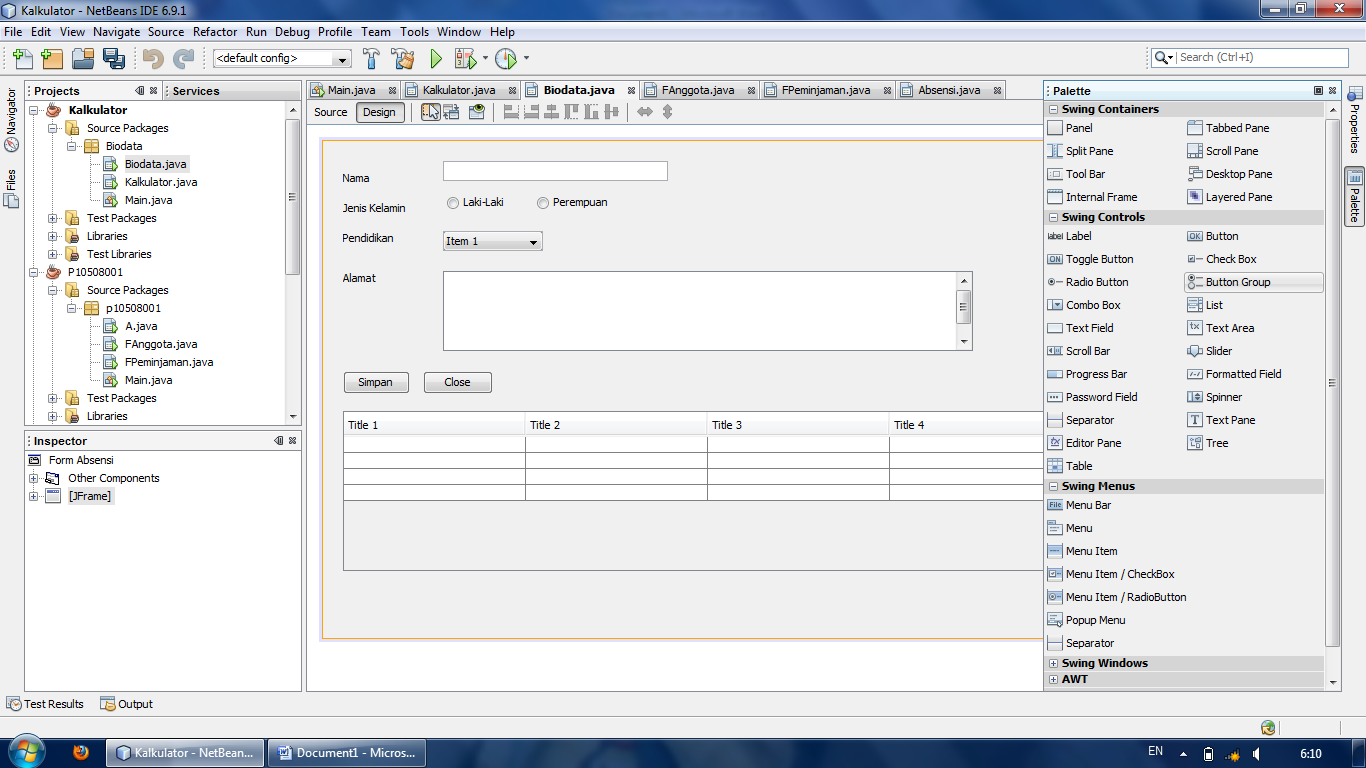 Kalkulator - NetBeans IDE 6.9.1
File Edit View Navigate Source Refactor Run Debug Profile Team Tools Window Help
<default config>
Search (Ctrl+I)
Navigator
Files
Projects
Services
Kalkulator
Source Packages
Biodata
Biodata.java
Kalkulator.java
Main.java
Test Packages
Libraries
Test Libraries
P10508001
Source Packages
p10508001
A.java
FAnggota.java
FPeminjaman.java
Main.java
Test Packages
Libraries
Inspector
Form Absensi
Other Components
[JFrame]
Main.java Kalkulator.java Biodata.java FAnggota.java FPeminjaman.java Absensi.java
Source Design
Nama
Jenis Kelamin Laki-Laki Perempuan
Pendidikan Item 1
Alamat
Simpan Close
Title 1 Title 2 Title 3 Title 4
Palette
Swing Containers
Panel Tabbed Pane
Split Pane Scroll Pane
Tool Bar Desktop Pane
Internal Frame Layered Pane
Swing Controls
label Label OK Button
ON Toggle Button Check Box
Radio Button Button Group
Combo Box List
Text Field Text Area
Scroll Bar Slider
Progress Bar Formatted Field
Password Field Spinner
Separator Text Pane
Editor Pane Tree
Table
Swing Menus
File Menu Bar
Menu
Menu Item
Menu Item / CheckBox
Menu Item / RadioButton
Popup Menu
Separator
Swing Windows
AWT
Properties
Palette
Test Results Output
Kalkulator - NetBean... Document1 - Micros... EN 6:10